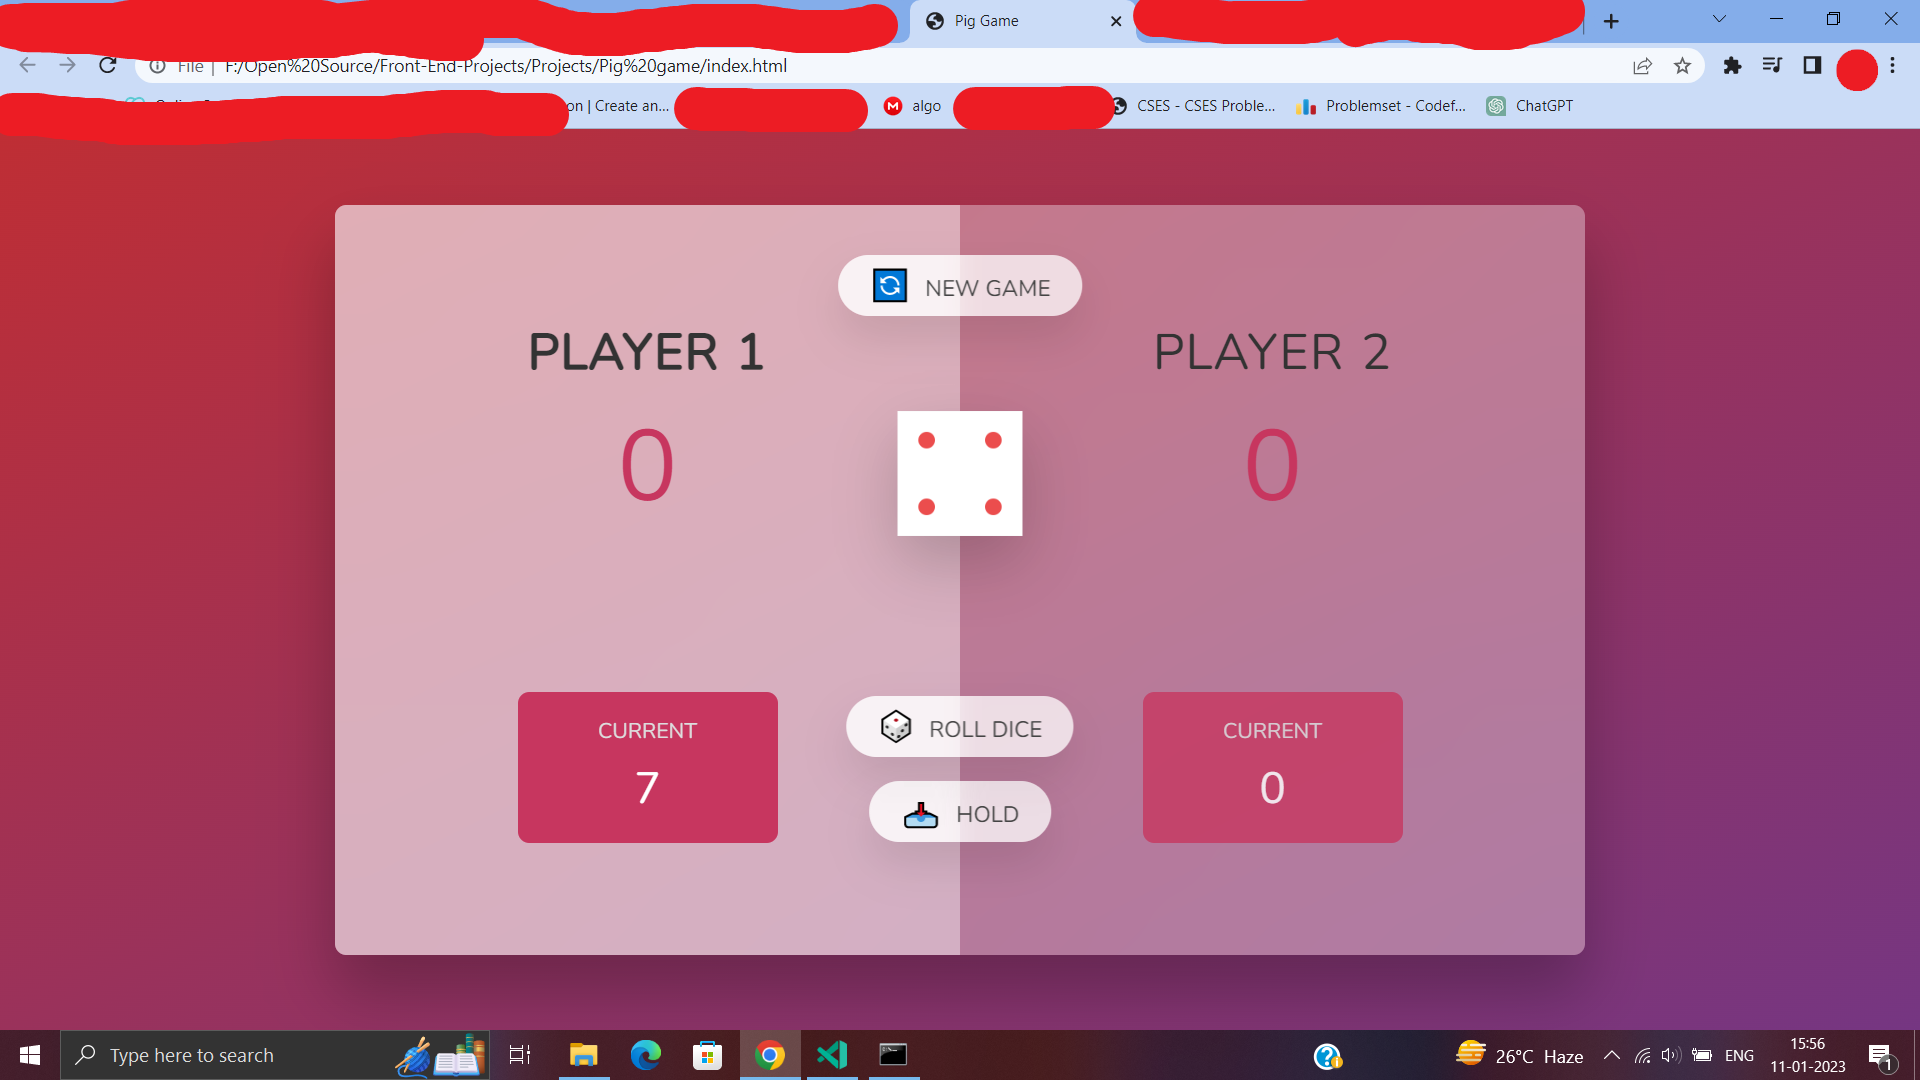 Pig Game
File | F:/Open%20Source/Front-End-Projects/Projects/Pig%20game/index.html
on | Create an... algo CSES - CSES Proble... Problemset - Codef... ChatGPT
NEW GAME
PLAYER 1 PLAYER 2
0 0
CURRENT ROLL DICE CURRENT
7 0
HOLD
Type here to search 26°C Haze ENG 15:56
11-01-2023 1